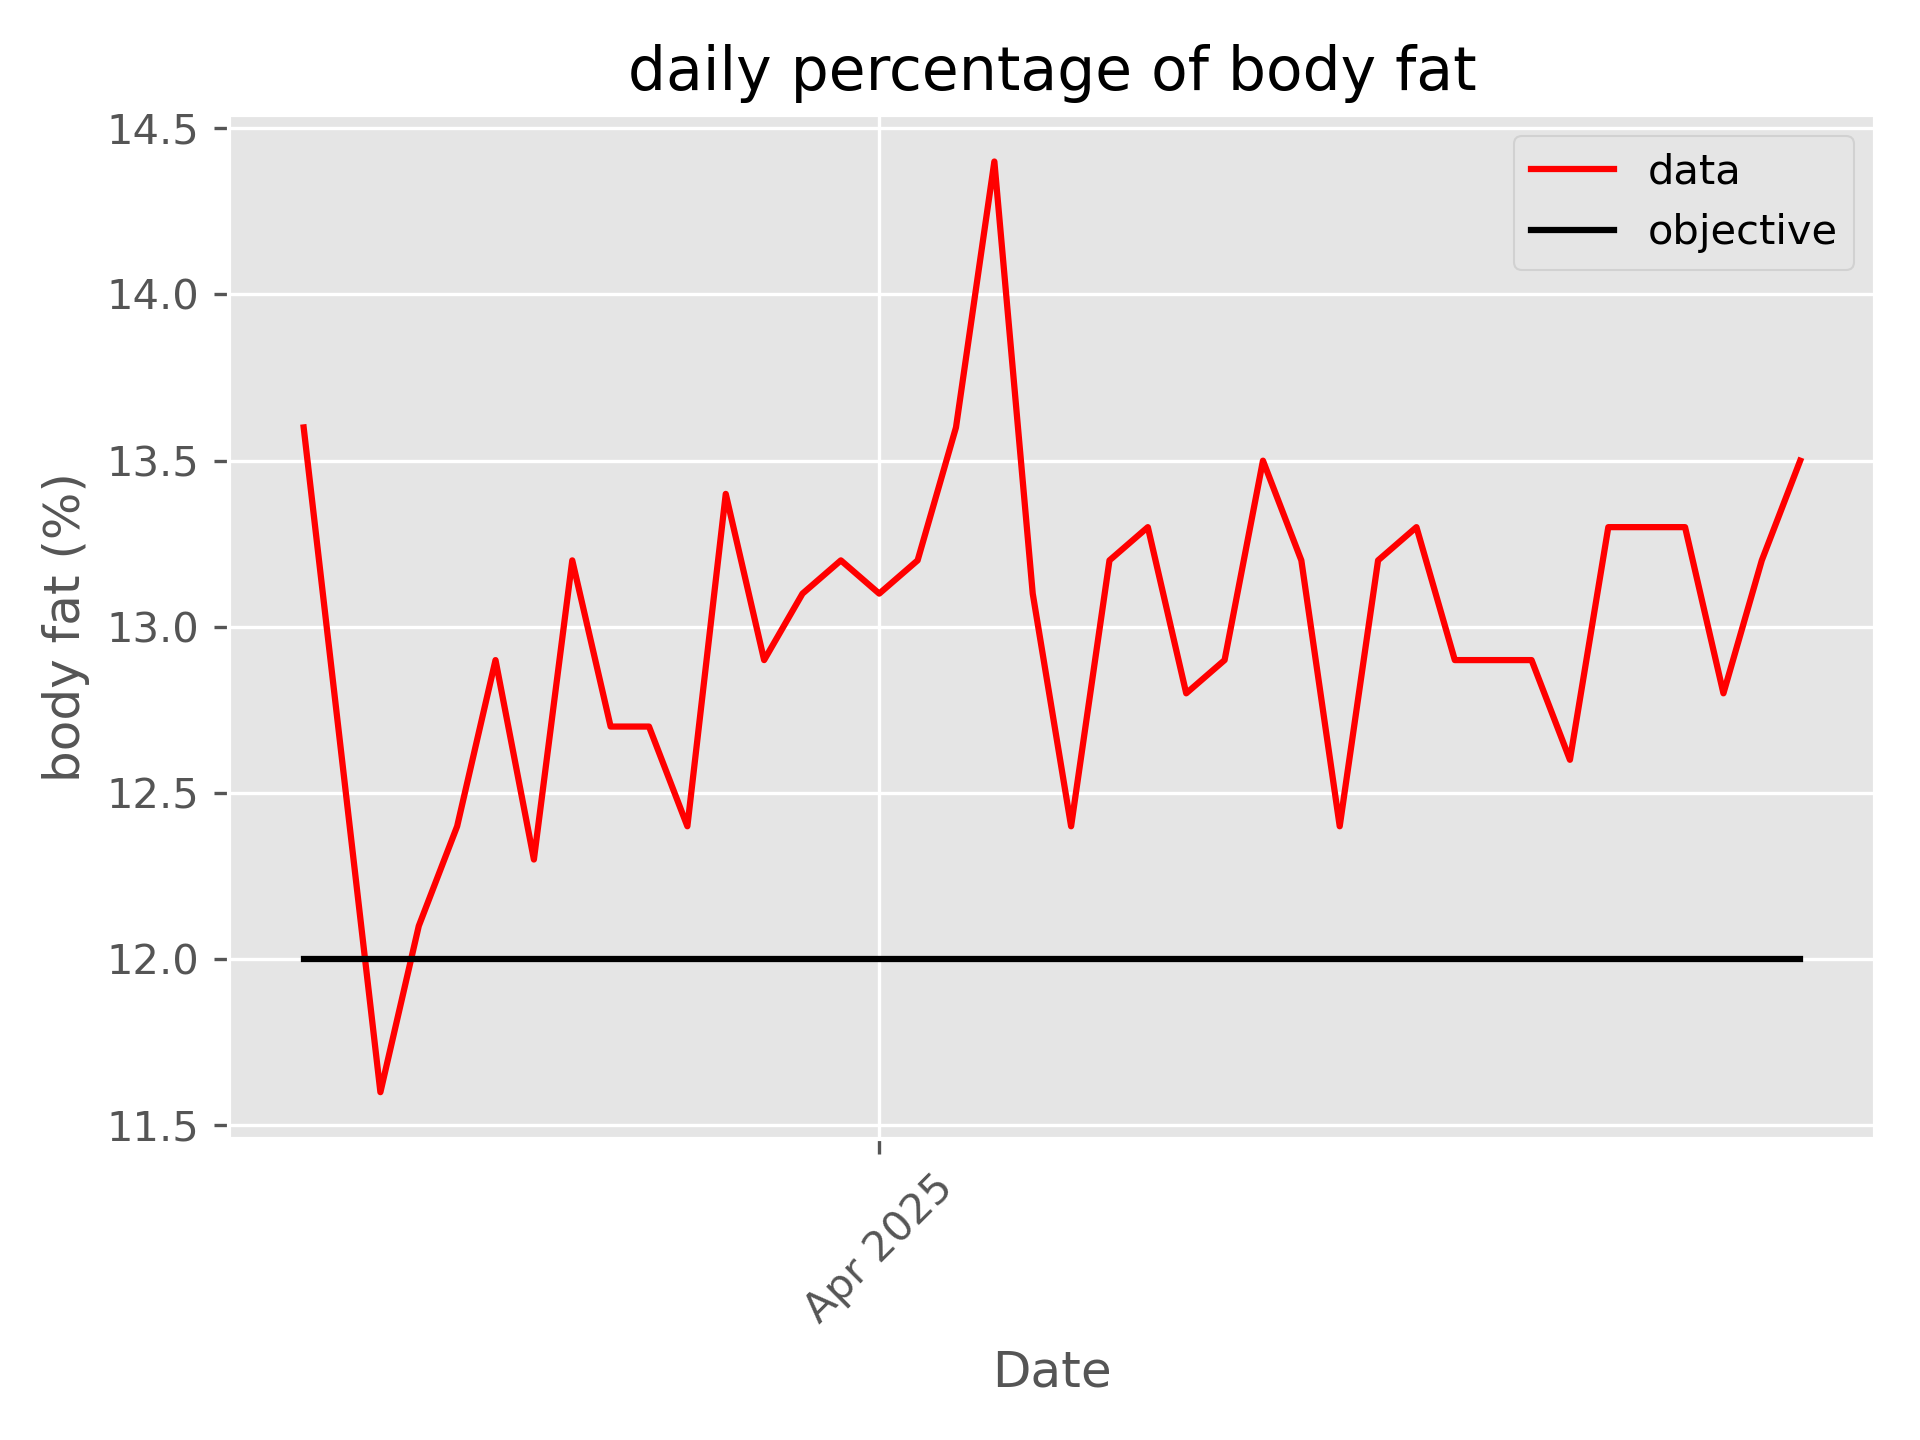 daily percentage of body fat
data
objective
14.5
14.0
13.5
13.0
12.5
12.0
11.5
body fat (%)
Apr 2025
Date